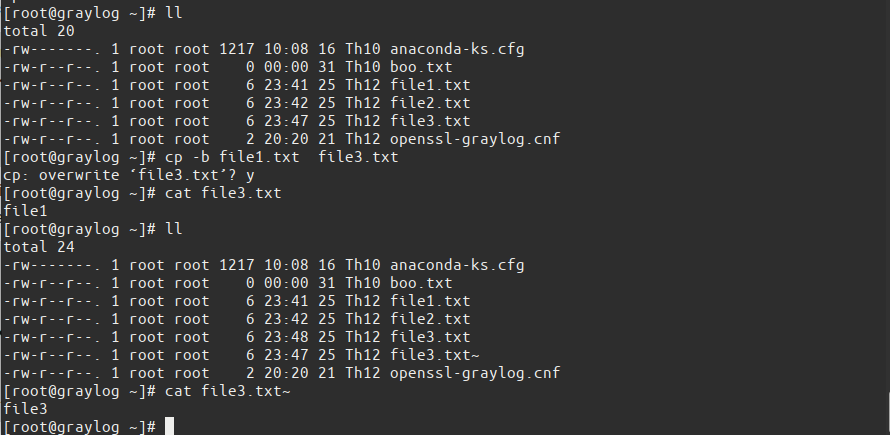 [root@graylog ~]# ll
total 20
-rw-------. 1 root root 1217 10:08 16 Th10 anaconda-ks.cfg
-rw-r--r--. 1 root root    0 00:00 31 Th10 boo.txt
-rw-r--r--. 1 root root    6 23:41 25 Th12 file1.txt
-rw-r--r--. 1 root root    6 23:42 25 Th12 file2.txt
-rw-r--r--. 1 root root    6 23:47 25 Th12 file3.txt
-rw-r--r--. 1 root root    2 20:20 21 Th12 openssl-graylog.cnf
[root@graylog ~]# cp -b file1.txt  file3.txt
cp: overwrite ‘file3.txt’? y
[root@graylog ~]# cat file3.txt
file1
[root@graylog ~]# ll
total 24
-rw-------. 1 root root 1217 10:08 16 Th10 anaconda-ks.cfg
-rw-r--r--. 1 root root    0 00:00 31 Th10 boo.txt
-rw-r--r--. 1 root root    6 23:41 25 Th12 file1.txt
-rw-r--r--. 1 root root    6 23:42 25 Th12 file2.txt
-rw-r--r--. 1 root root    6 23:48 25 Th12 file3.txt
-rw-r--r--. 1 root root    6 23:47 25 Th12 file3.txt~
-rw-r--r--. 1 root root    2 20:20 21 Th12 openssl-graylog.cnf
[root@graylog ~]# cat file3.txt~
file3
[root@graylog ~]#